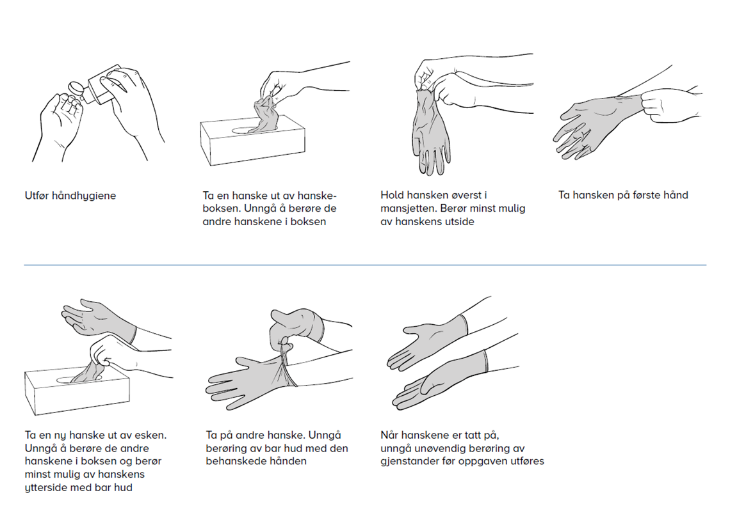 Utfør håndhygiene
Ta en hanske ut av hanske-
boksen. Unngå å berøre de
andre hanskene i boksen
Hold hansken øverst i
mansjetten. Berør minst mulig
av hanskens utside
Ta hansken på første hånd
Ta en ny hanske ut av esken.
Unngå å berøre de andre
hanskene i boksen og berør
minst mulig av hanskens
ytterside med bar hud
Ta på andre hanske. Unngå
berøring av bar hud med den
behanskede hånden
Når hanskene er tatt på,
unngå unøvendig berøring av
gjenstander før oppgaven utføres